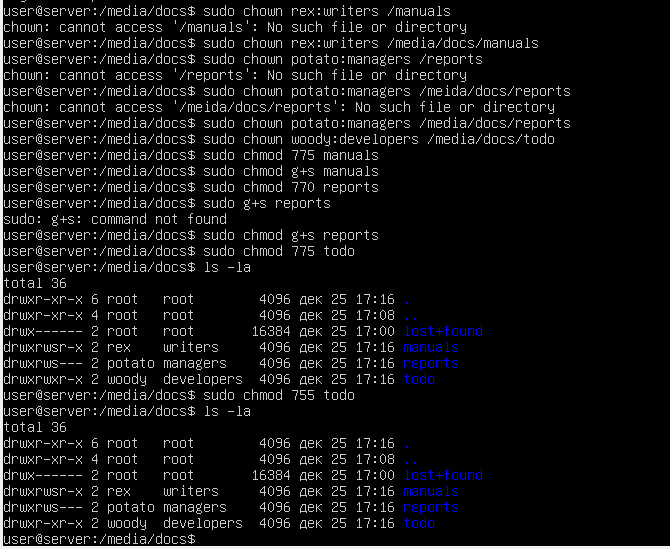 user@server:/media/docs$ sudo chown rex:writers /manuals
chown: cannot access '/manuals': No such file or directory
user@server:/media/docs$ sudo chown rex:writers /media/docs/manuals
user@server:/media/docs$ sudo chown potato:managers /reports
chown: cannot access '/reports': No such file or directory
user@server:/media/docs$ sudo chown potato:managers /meida/docs/reports
chown: cannot access '/meida/docs/reports': No such file or directory
user@server:/media/docs$ sudo chown potato:managers /media/docs/reports
user@server:/media/docs$ sudo chown woody:developers /media/docs/todo
user@server:/media/docs$ sudo chmod 775 manuals
user@server:/media/docs$ sudo chmod g+s manuals
user@server:/media/docs$ sudo chmod 770 reports
user@server:/media/docs$ sudo g+s reports
sudo: g+s: command not found
user@server:/media/docs$ sudo chmod g+s reports
user@server:/media/docs$ sudo chmod 775 todo
user@server:/media/docs$ ls -la
total 36
drwxr-xr-x 6 root   root        4096 дек 25 17:16 .
drwxr-xr-x 4 root   root        4096 дек 25 17:08 ..
drwx------ 2 root   root       16384 дек 25 17:00 lost+found
drwxrwsr-x 2 rex    writers     4096 дек 25 17:16 manuals
drwxrws--- 2 potato managers    4096 дек 25 17:16 reports
drwxrwxr-x 2 woody  developers  4096 дек 25 17:16 todo
user@server:/media/docs$ sudo chmod 755 todo
user@server:/media/docs$ ls -la
total 36
drwxr-xr-x 6 root   root        4096 дек 25 17:16 .
drwxr-xr-x 4 root   root        4096 дек 25 17:08 ..
drwx------ 2 root   root       16384 дек 25 17:00 lost+found
drwxrwsr-x 2 rex    writers     4096 дек 25 17:16 manuals
drwxrws--- 2 potato managers    4096 дек 25 17:16 reports
drwxr-xr-x 2 woody  developers  4096 дек 25 17:16 todo
user@server:/media/docs$